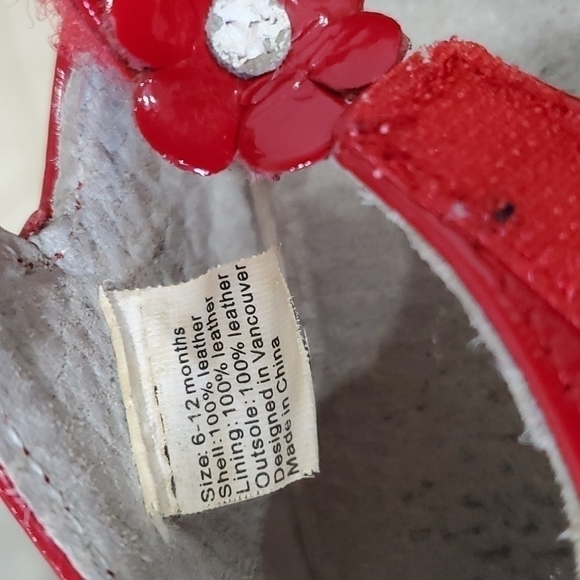 Size: 6-12 months
Shell:100% leather
Lining:100% leather
Outsole: 100% leather
Designed in Vancouver
Made in China